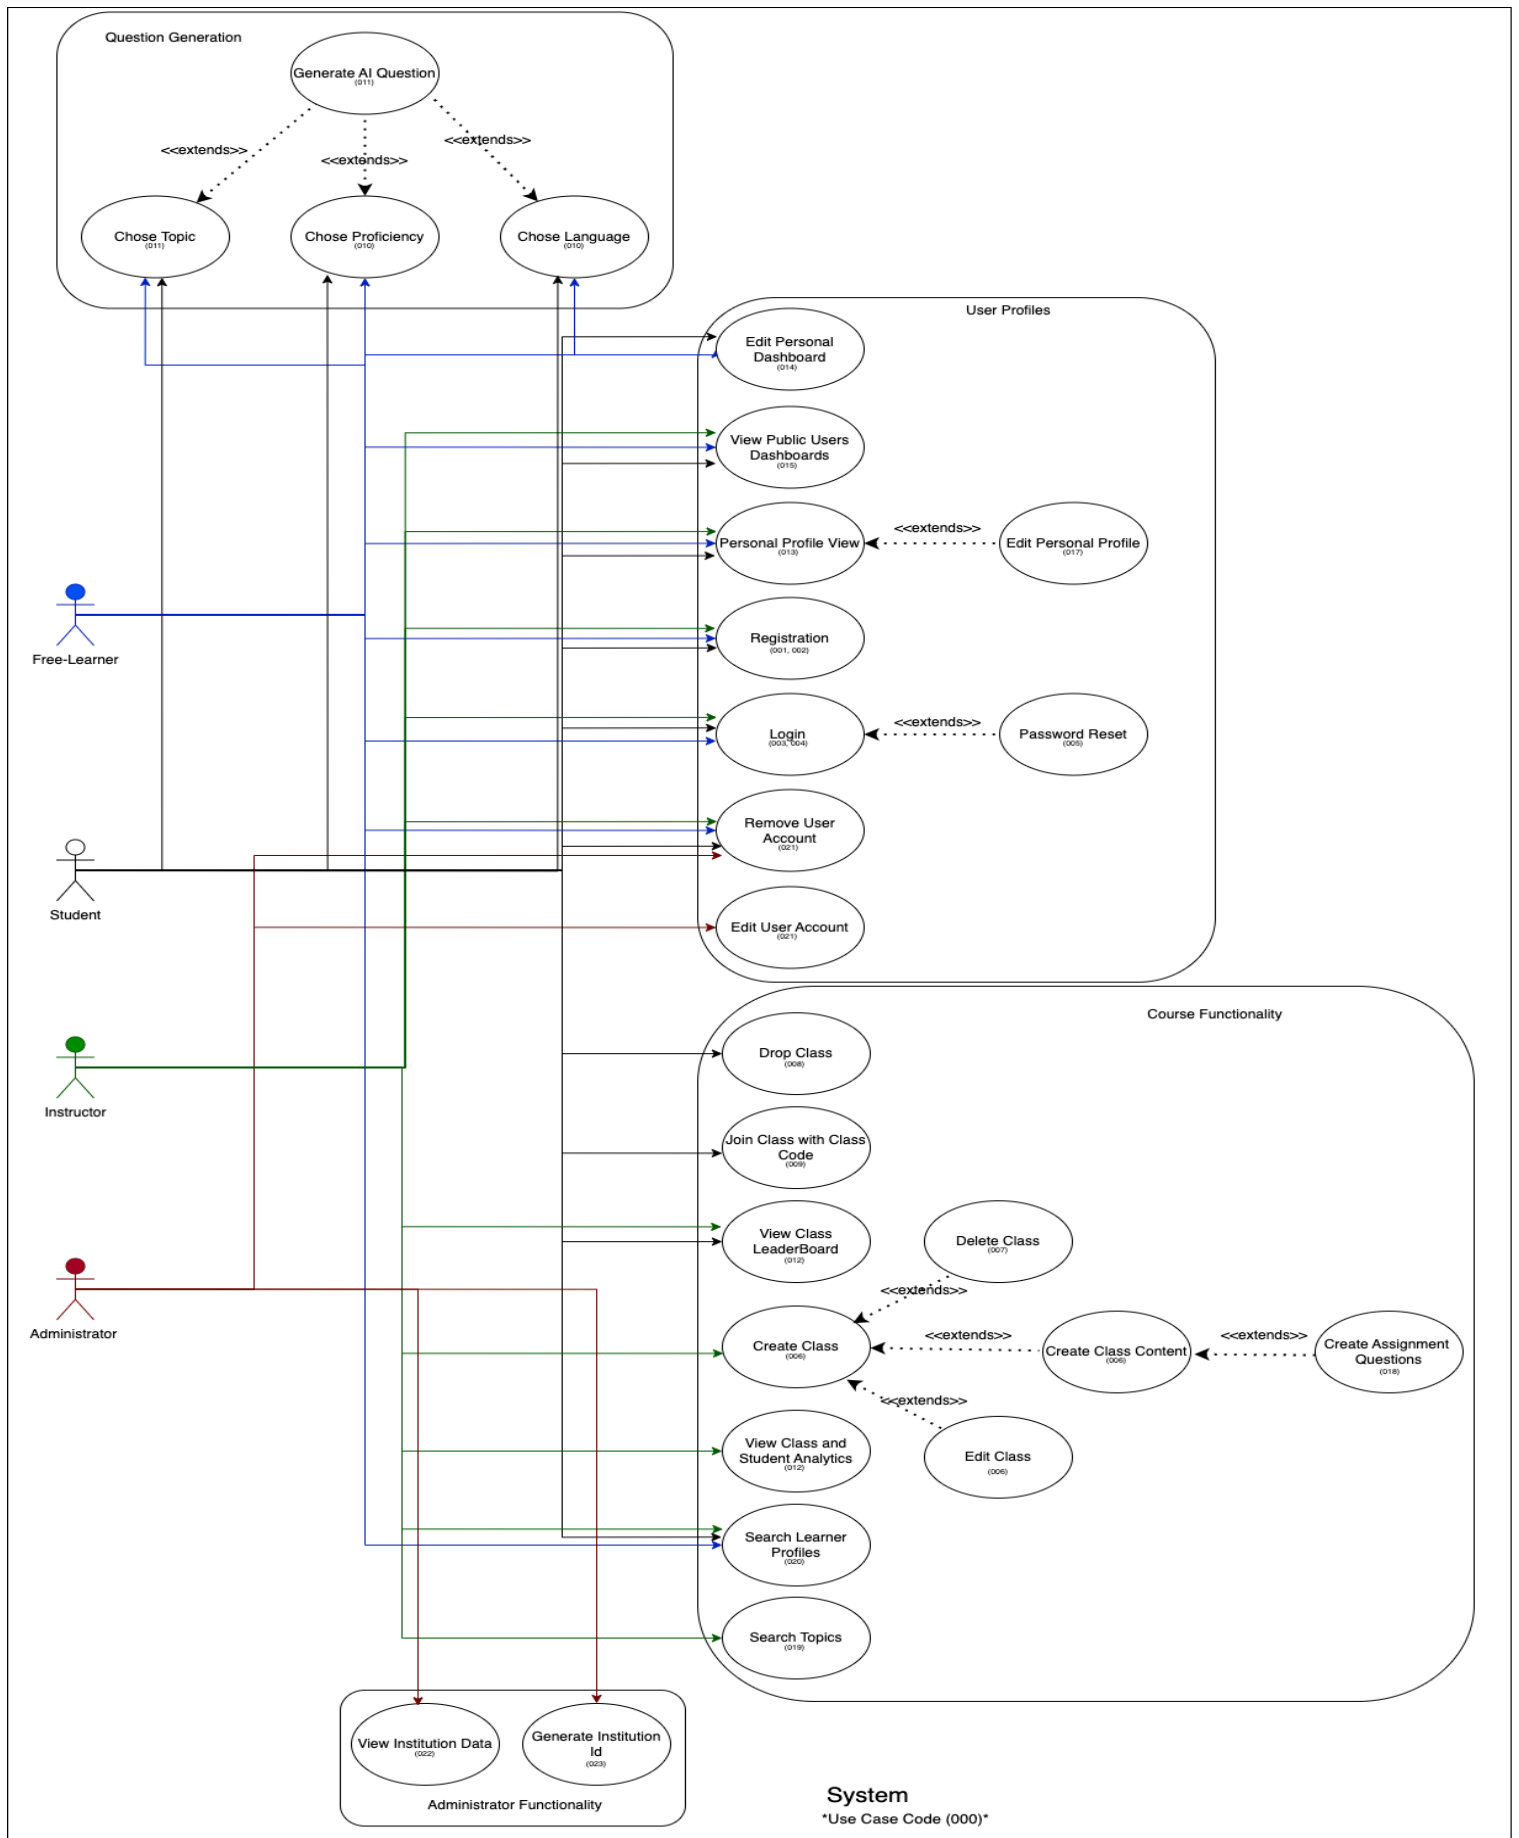 Question Generation
Generate AI Question
(011)
<<extends>>
<<extends>>
<<extends>>
Chose Topic
(011)
Chose Proficiency
(010)
Chose Language
(010)
User Profiles
Edit Personal
Dashboard
(014)
View Public Users
Dashboards
(015)
Personal Profile View
(013)
<<extends>>
Edit Personal Profile
(017)
Free-Learner
Registration
(001, 002)
Login
(003, 004)
<<extends>>
Password Reset
(005)
Remove User
Account
(021)
Student
Edit User Account
(021)
Course Functionality
Drop Class
(008)
Instructor
Join Class with Class
Code
(009)
View Class
LeaderBoard
(012)
Delete Class
(007)
<<extends>>
Administrator
Create Class
(006)
<<extends>>
Create Class Content
(006)
<<extends>>
Create Assignment
Questions
(018)
<<extends>>
View Class and
Student Analytics
(012)
Edit Class
(006)
Search Learner
Profiles
(020)
Search Topics
(019)
View Institution Data
(022)
Generate Institution
Id
(023)
Administrator Functionality
System
*Use Case Code (000)*